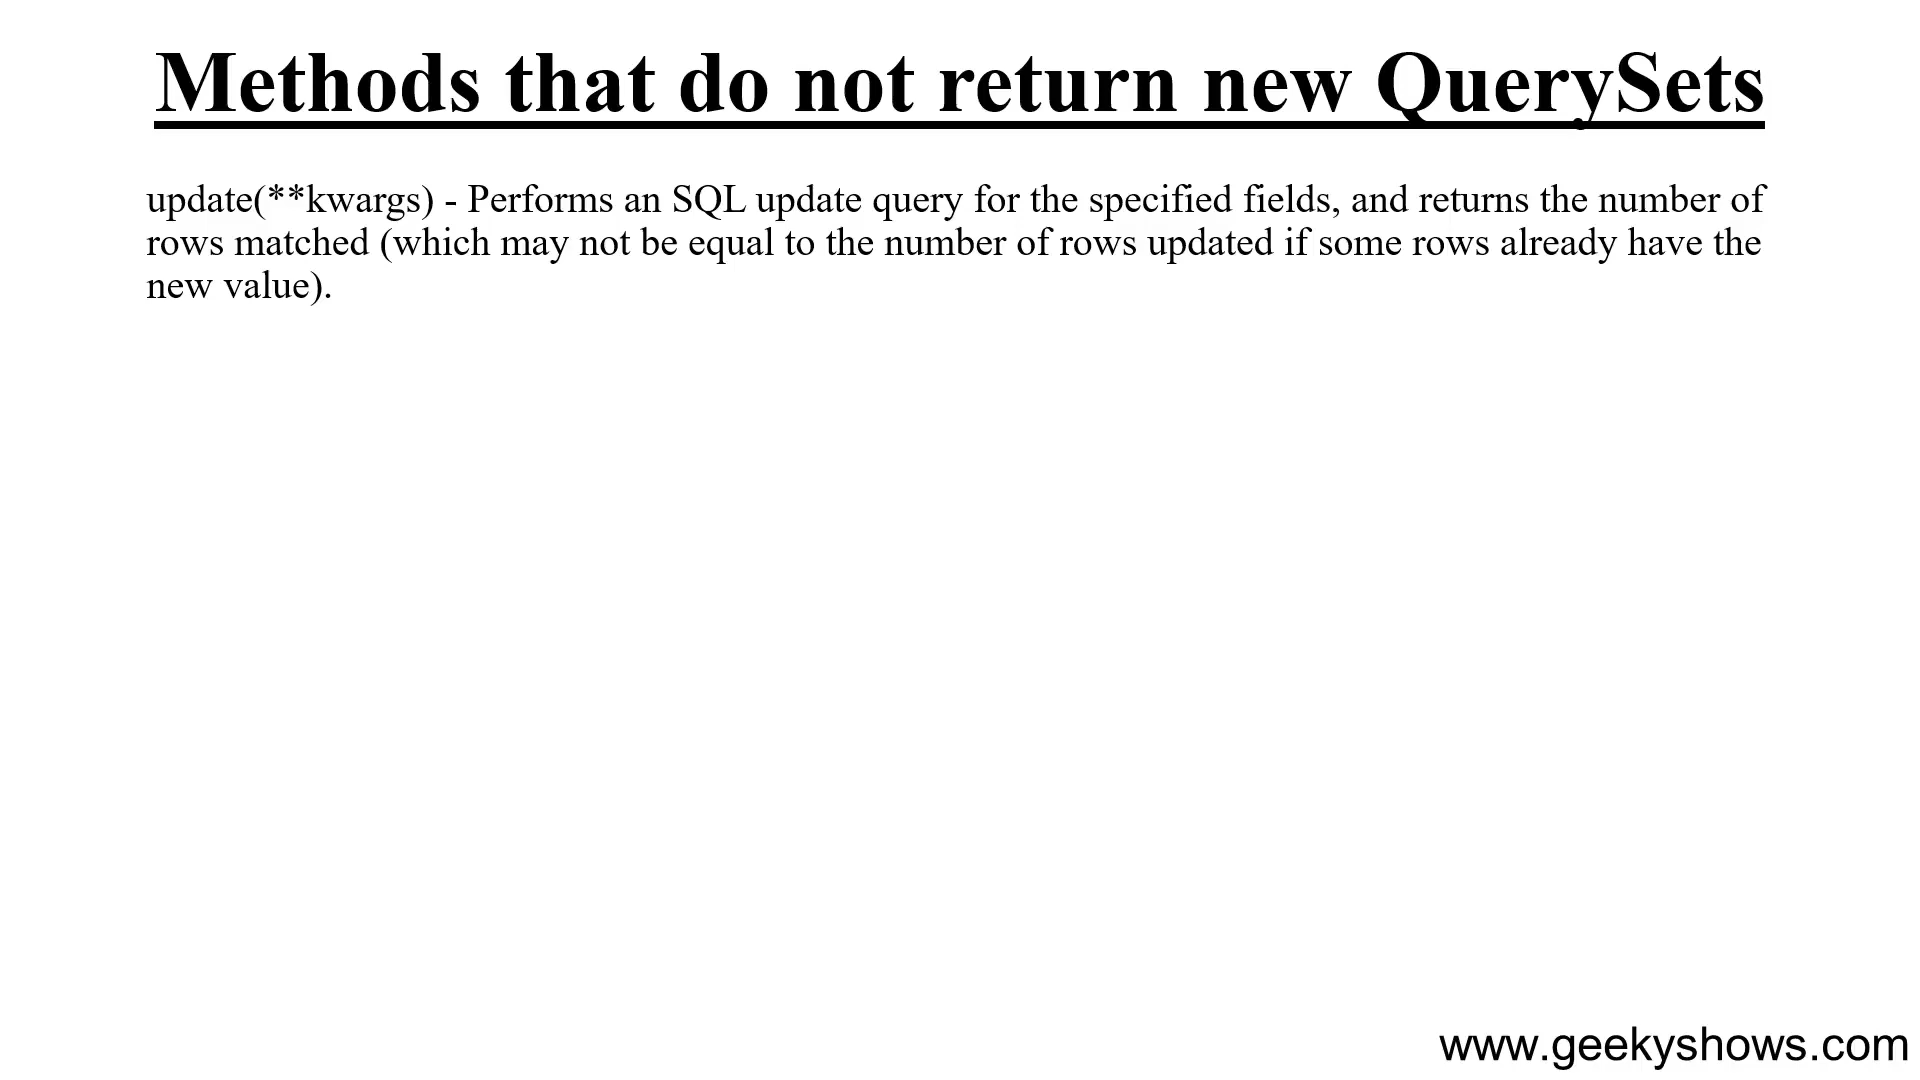 Methods that do not return new QuerySets
update(**kwargs) - Performs an SQL update query for the specified fields, and returns the number of
rows matched (which may not be equal to the number of rows updated if some rows already have the
new value).
www.geekyshows.com